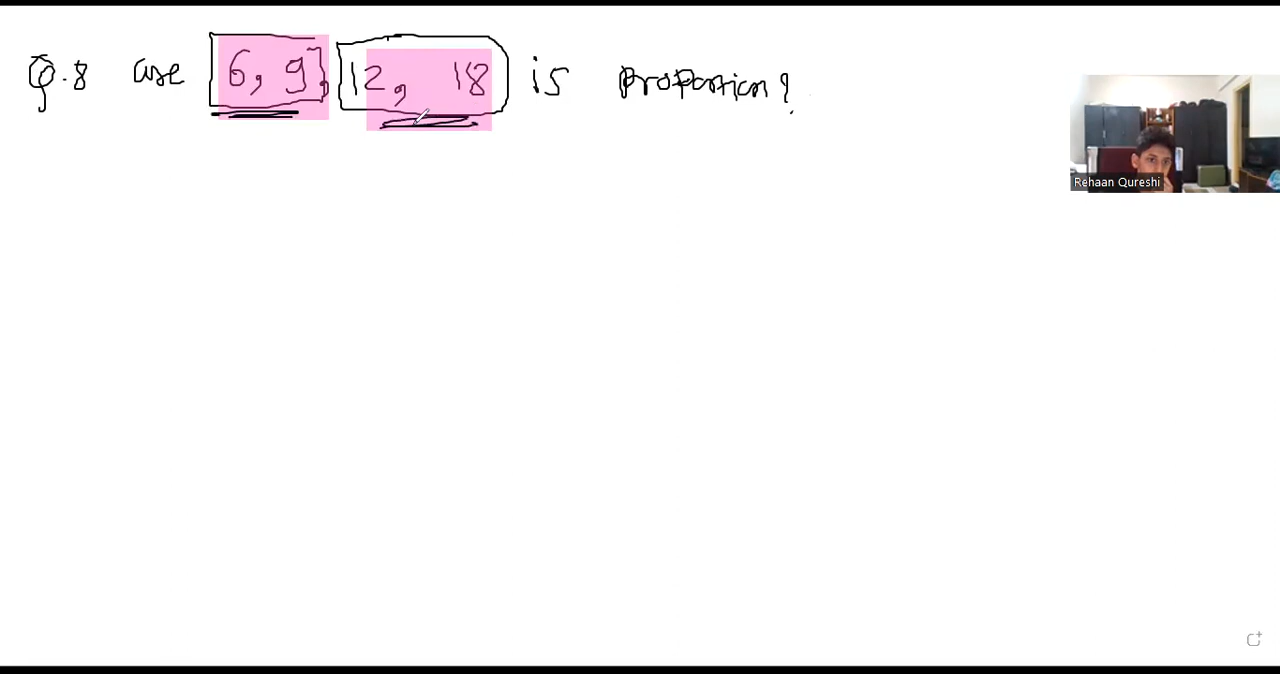 Q.8 are 6, 9, 12, 18 is Proportion?
Rehaan Qureshi